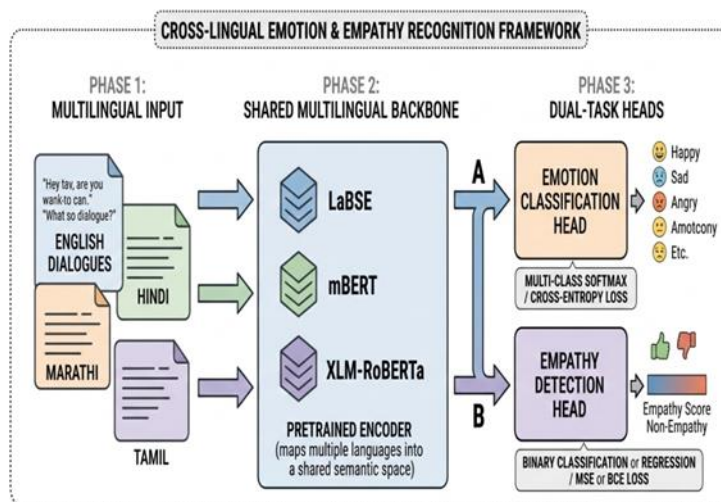 CROSS-LINGUAL EMOTION & EMPATHY RECOGNITION FRAMEWORK
PHASE 1:
MULTILINGUAL INPUT
"Hey tav, are you
wank-to can."
"What so dialogue?"
ENGLISH
DIALOGUES
HINDI
MARATHI
TAMIL
PHASE 2:
SHARED MULTILINGUAL BACKBONE
LaBSE
mBERT
XLM-RoBERTa
PRETRAINED ENCODER
(maps multiple languages into
a shared semantic space)
A
B
PHASE 3:
DUAL-TASK HEADS
EMOTION
CLASSIFICATION
HEAD
Happy
Sad
Angry
Amotcony
Etc.
MULTI-CLASS SOFTMAX
/ CROSS-ENTROPY LOSS
EMPATHY
DETECTION
HEAD
Empathy Score
Non-Empathy
BINARY CLASSIFICATION or REGRESSION
/ MSE or BCE LOSS